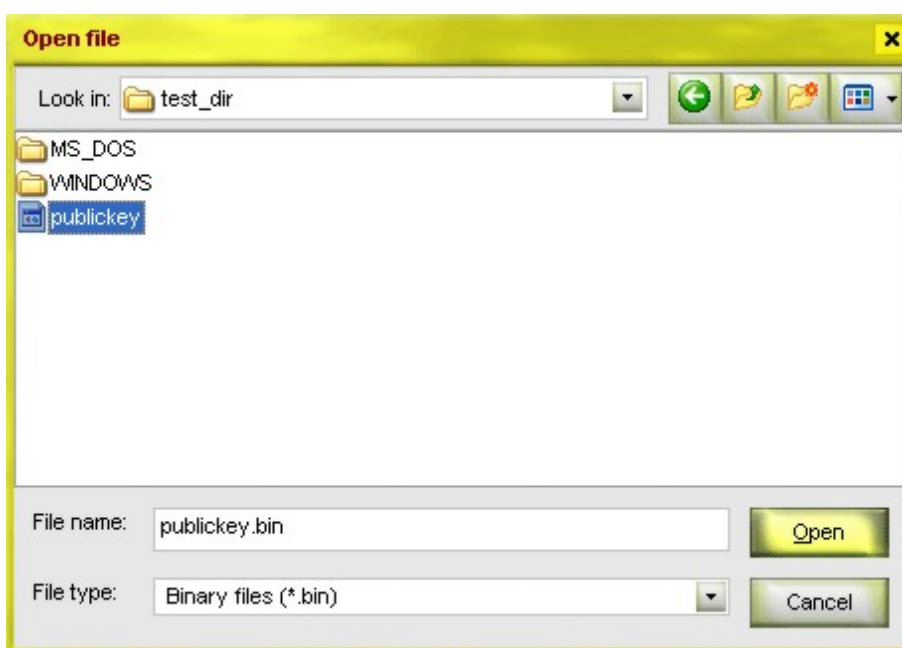 Open file
Look in: test_dir
MS_DOS
WINDOWS
publickey
File name: publickey.bin
Open
File type: Binary files (*.bin)
Cancel